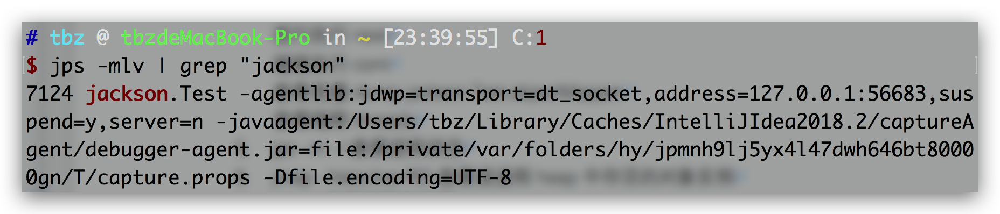 # tbz @ tbzdeMacBook-Pro in ~ [23:39:55] C:1
$ jps -mlv | grep "jackson"
7124 jackson.Test -agentlib:jdwp=transport=dt_socket,address=127.0.0.1:56683,sus
pend=y,server=n -javaagent:/Users/tbz/Library/Caches/IntelliJIdea2018.2/captureA
gent/debugger-agent.jar=file:/private/var/folders/hy/jpmnh9lj5yx4l47dwh646bt8000
0gn/T/capture.props -Dfile.encoding=UTF-8